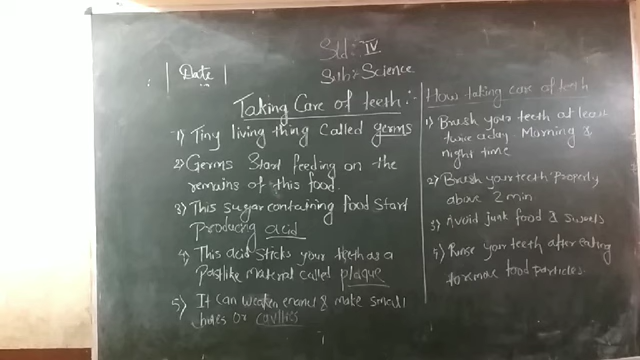 Std: IV
| Date |
Sub: Science
Taking Care of teeth:-
1) Tiny living thing called germs
2) Germs Start feeding on the
remains of this food.
3) This sugar containing food start
Producing acid
4) This acid sticks your teeth as a
Pastlike material called plaque
5) It can weaken enamel & make small
holes or cavities
How taking care of teeth
1) Brush your teeth at least
twice a day. Morning &
night time
2) Brush your teeth properly
above 2 min
3) Avoid junk food & sweets
4) Rinse your teeth after eating
food particles.